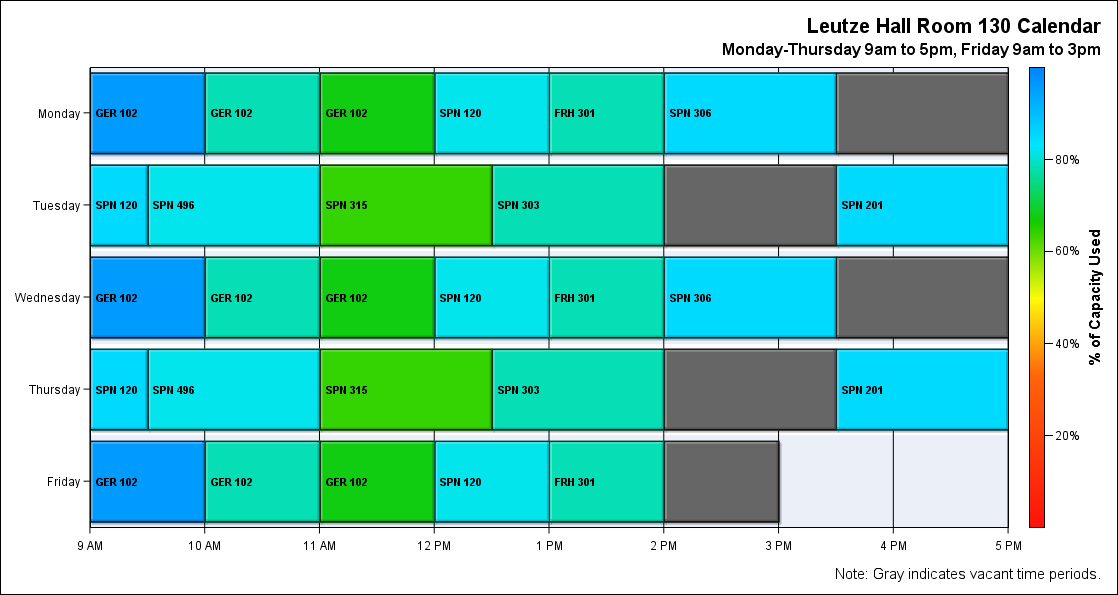 Leutze Hall Room 130 Calendar
Monday-Thursday 9am to 5pm, Friday 9am to 3pm
Monday GER 102 GER 102 GER 102 SPN 120 FRH 301 SPN 306
80%
Tuesday SPN 120 SPN 496 SPN 315 SPN 303 SPN 201
60%
% of Capacity Used
Wednesday GER 102 GER 102 GER 102 SPN 120 FRH 301 SPN 306
40%
Thursday SPN 120 SPN 496 SPN 315 SPN 303 SPN 201
20%
Friday GER 102 GER 102 GER 102 SPN 120 FRH 301
9 AM 10 AM 11 AM 12 PM 1 PM 2 PM 3 PM 4 PM 5 PM
Note: Gray indicates vacant time periods.